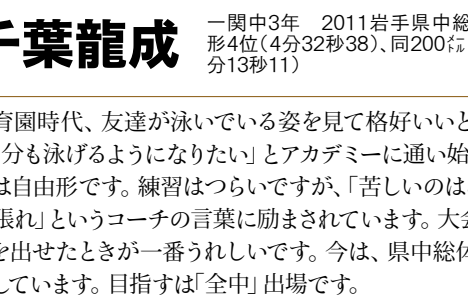 千葉龍成
一関中3年 2011岩手県中総
形4位(4分32秒38)、同200㍍
分13秒11)
育園時代、友達が泳いでいる姿を見て格好いいと
分も泳げるようになりたい」とアカデミーに通い始
は自由形です。練習はつらいですが、「苦しいのは
張れ」というコーチの言葉に励まされています。大会
を出せたときが一番うれしいです。今は、県中総体
しています。目指すは「全中」出場です。